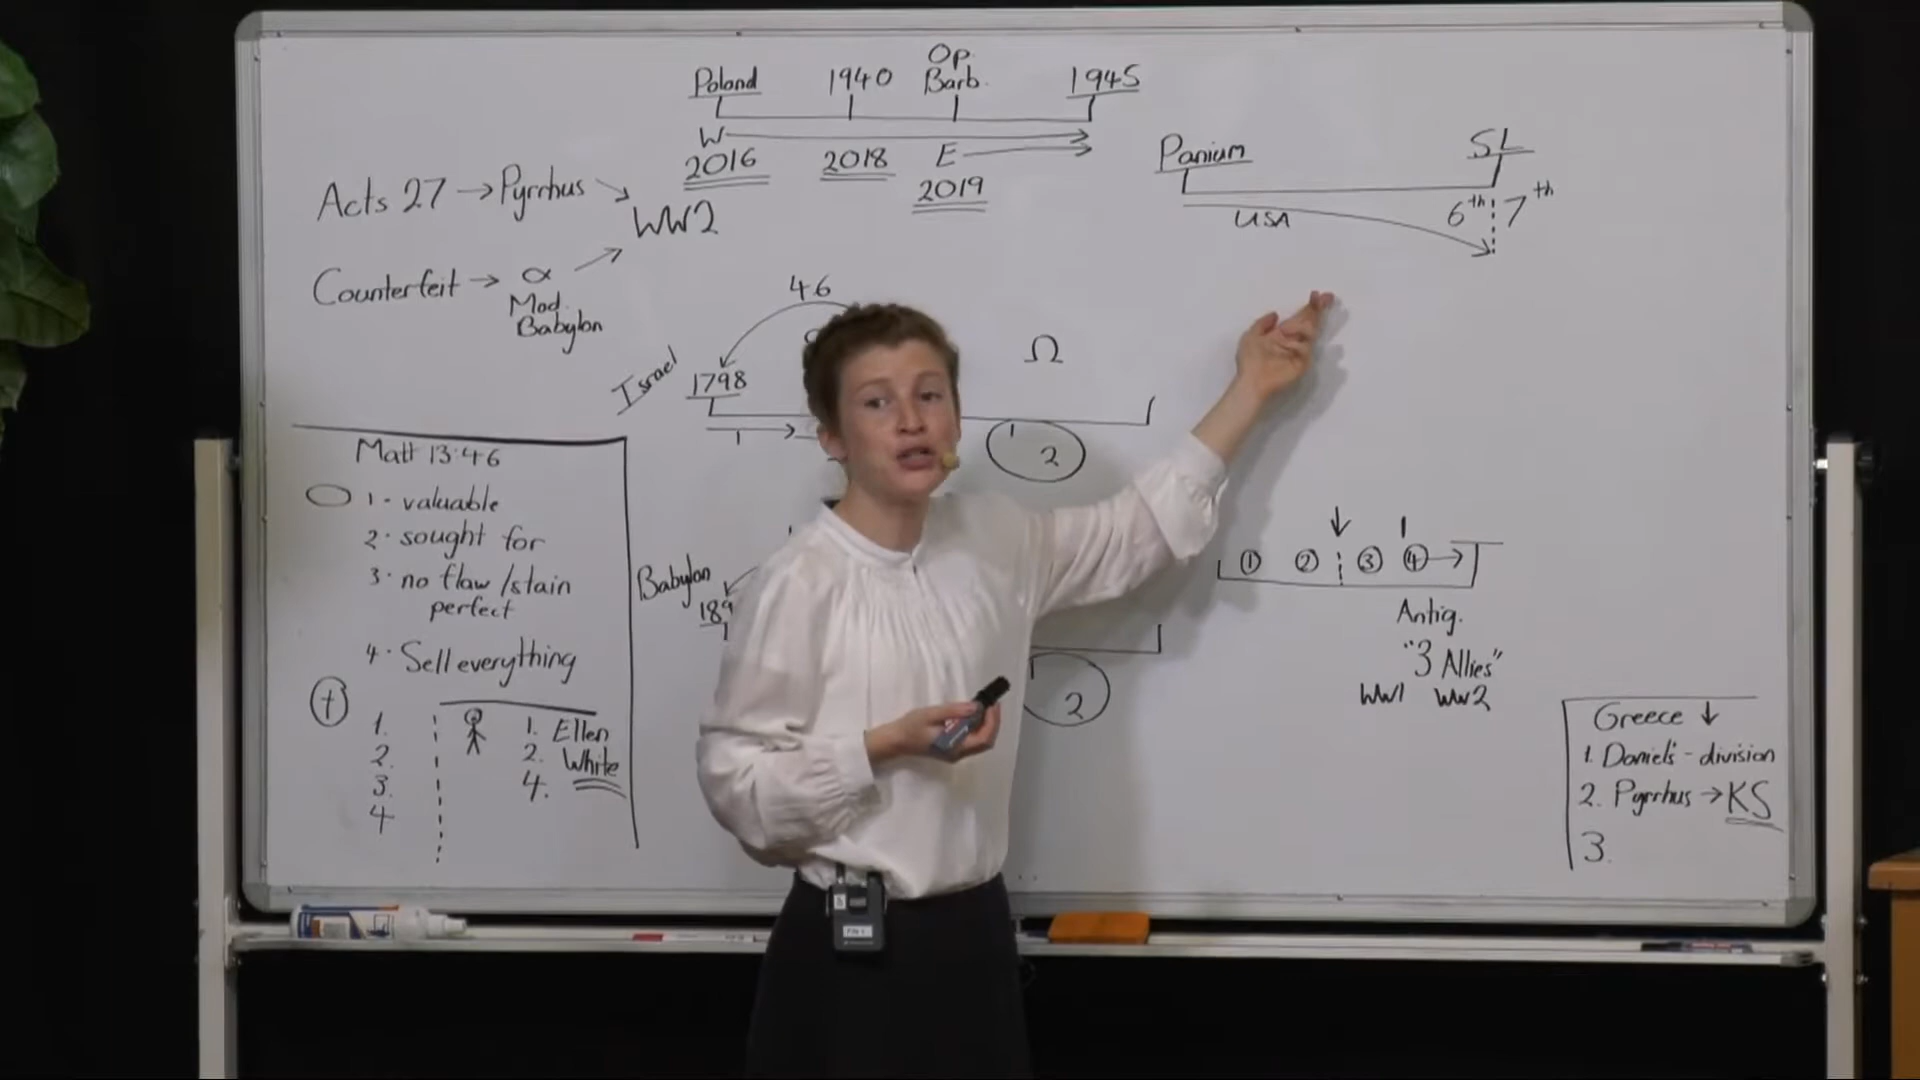 Poland 1940 Op. Barb. 1945
W
2016 2018 E
2019
Panium SL
USA 6th 7th
Acts 27 → Pyrrhus
WW2
Counterfeit → α
Mod.
Babylon
46
Israel
1798
1 →
Ω
1 2
Matt 13:46
1 - valuable
2 · sought for
3 · no flaw /stain
perfect
4 · Sell everything
1.
2.
3.
4
1. Ellen
2. White
4.
Babylon
189
2
↓
① ② ③ ④ →
Antig.
"3 Allies"
WW1 WW2
Greece ↓
1. Daniel's - division
2. Pyrrhus → KS
3.